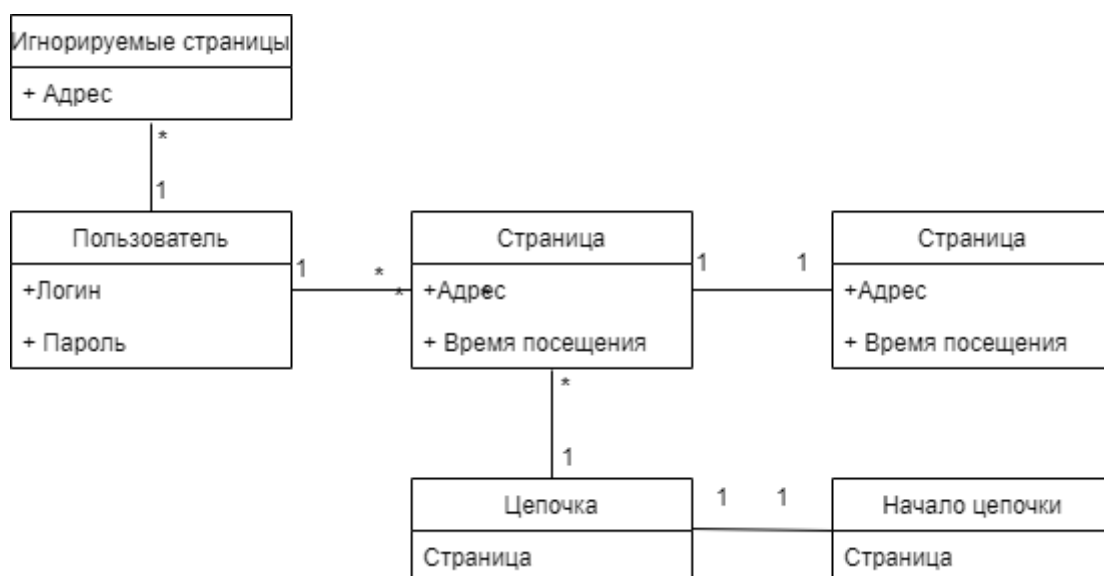 Игнорируемые страницы
+ Адрес
*
1
Пользователь
+Логин
+ Пароль
1
*
*
Страница
+Адрес
+ Время посещения
1
1
Страница
+Адрес
+ Время посещения
*
1
Цепочка
Страница
1
1
Начало цепочки
Страница